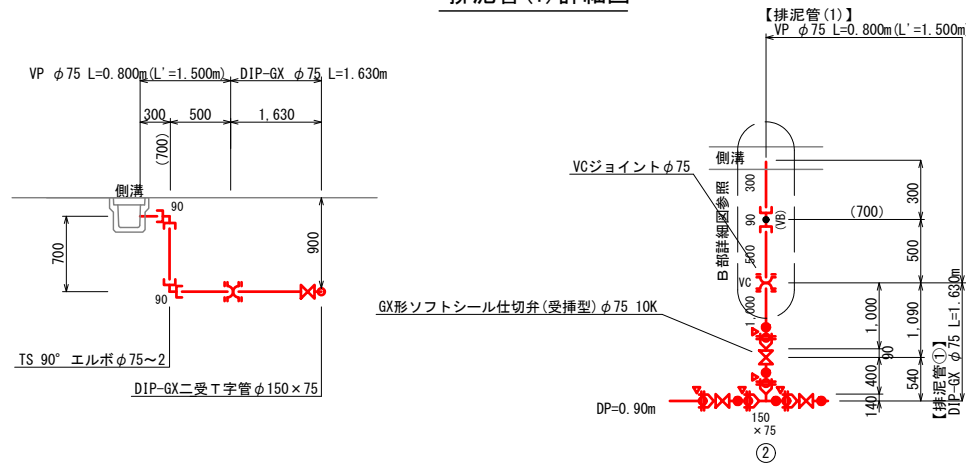 排泥管(1)詳細図
VP φ75 L=0.800m(L'=1.500m)
DIP-GX φ75 L=1.630m
300
500
1,630
(700)
側溝
90
700
900
90
TS 90° エルボφ75～2
DIP-GX二受T字管φ150×75
【排泥管(1)】
VP φ75 L=0.800m(L'=1.500m)
側溝
VCジョイントφ75
B部詳細図参照
300
90
(VB)
500
VC
1,000
300
(700)
500
GX形ソフトシール仕切弁(受挿型)φ75 10K
1,000
1,090
90
400
540
140
【排泥管①】
DIP-GX φ75 L=1.630m
DP=0.90m
150
×75
②